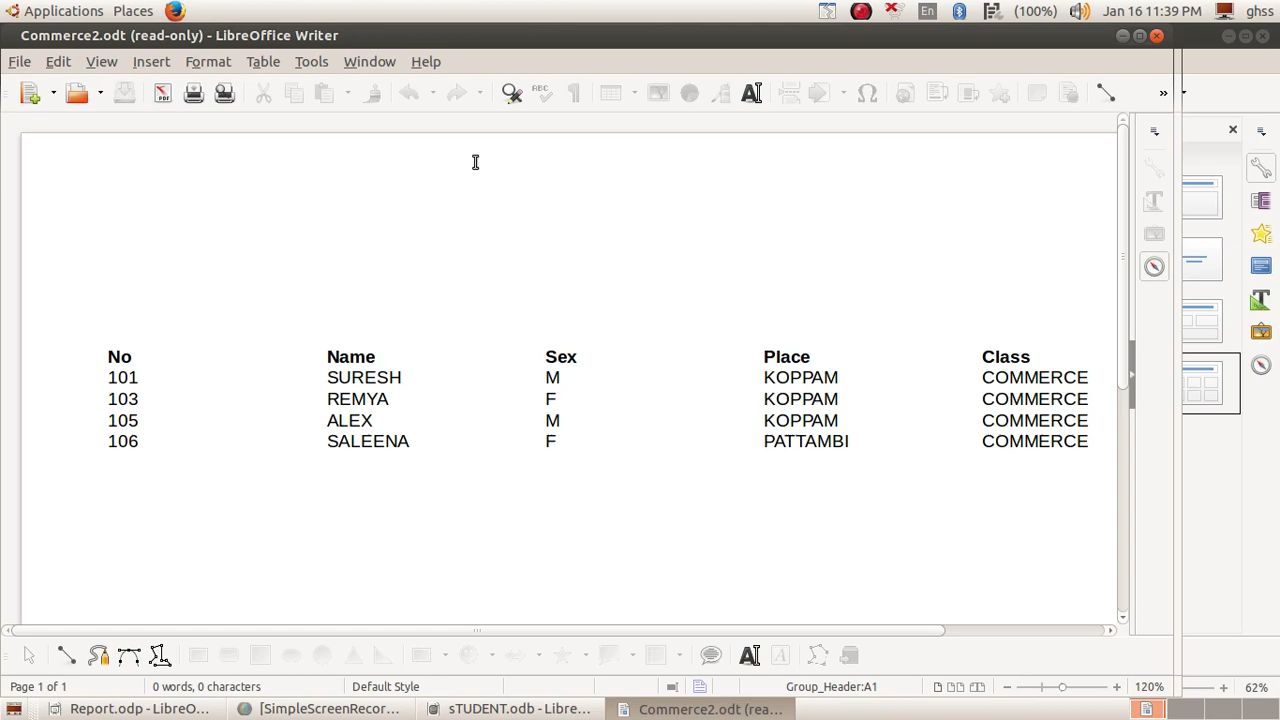 Applications Places En (100%) Jan 16 11:39 PM ghss
Commerce2.odt (read-only) - LibreOffice Writer
File Edit View Insert Format Table Tools Window Help
No Name Sex Place Class
101 SURESH M KOPPAM COMMERCE
103 REMYA F KOPPAM COMMERCE
105 ALEX M KOPPAM COMMERCE
106 SALEENA F PATTAMBI COMMERCE
Page 1 of 1 0 words, 0 characters Default Style Group_Header:A1 120% 62%
Report.odp - LibreO... [SimpleScreenRecor... sTUDENT.odb - Libre... Commerce2.odt (rea...